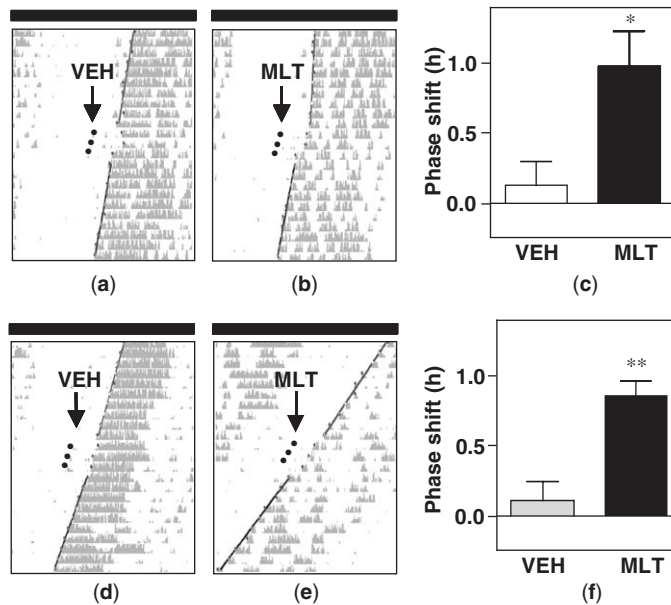 VEH
MLT
(a)
(b)
Phase shift (h)
1.0
0.5
0.0
*
VEH
MLT
(c)
VEH
MLT
(d)
(e)
Phase shift (h)
1.0
0.5
0.0
**
VEH
MLT
(f)